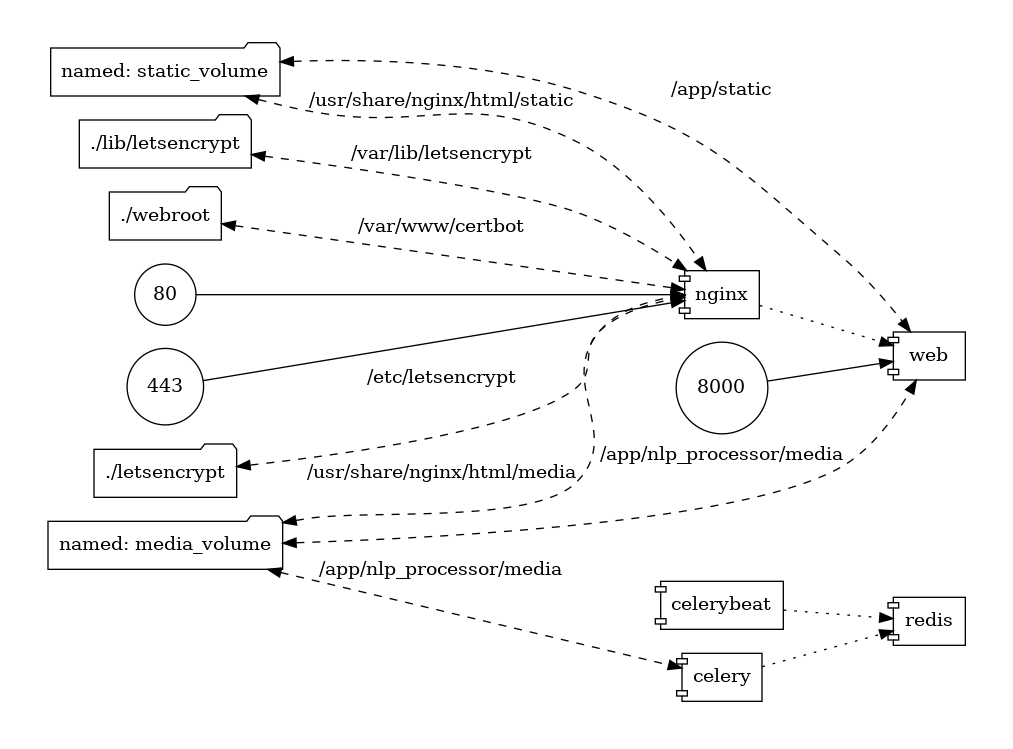 named: static_volume
/app/static
/usr/share/nginx/html/static
./lib/letsencrypt
/var/lib/letsencrypt
./webroot
/var/www/certbot
80
nginx
web
443
/etc/letsencrypt
8000
./letsencrypt
/usr/share/nginx/html/media
/app/nlp_processor/media
named: media_volume
/app/nlp_processor/media
celerybeat
redis
celery